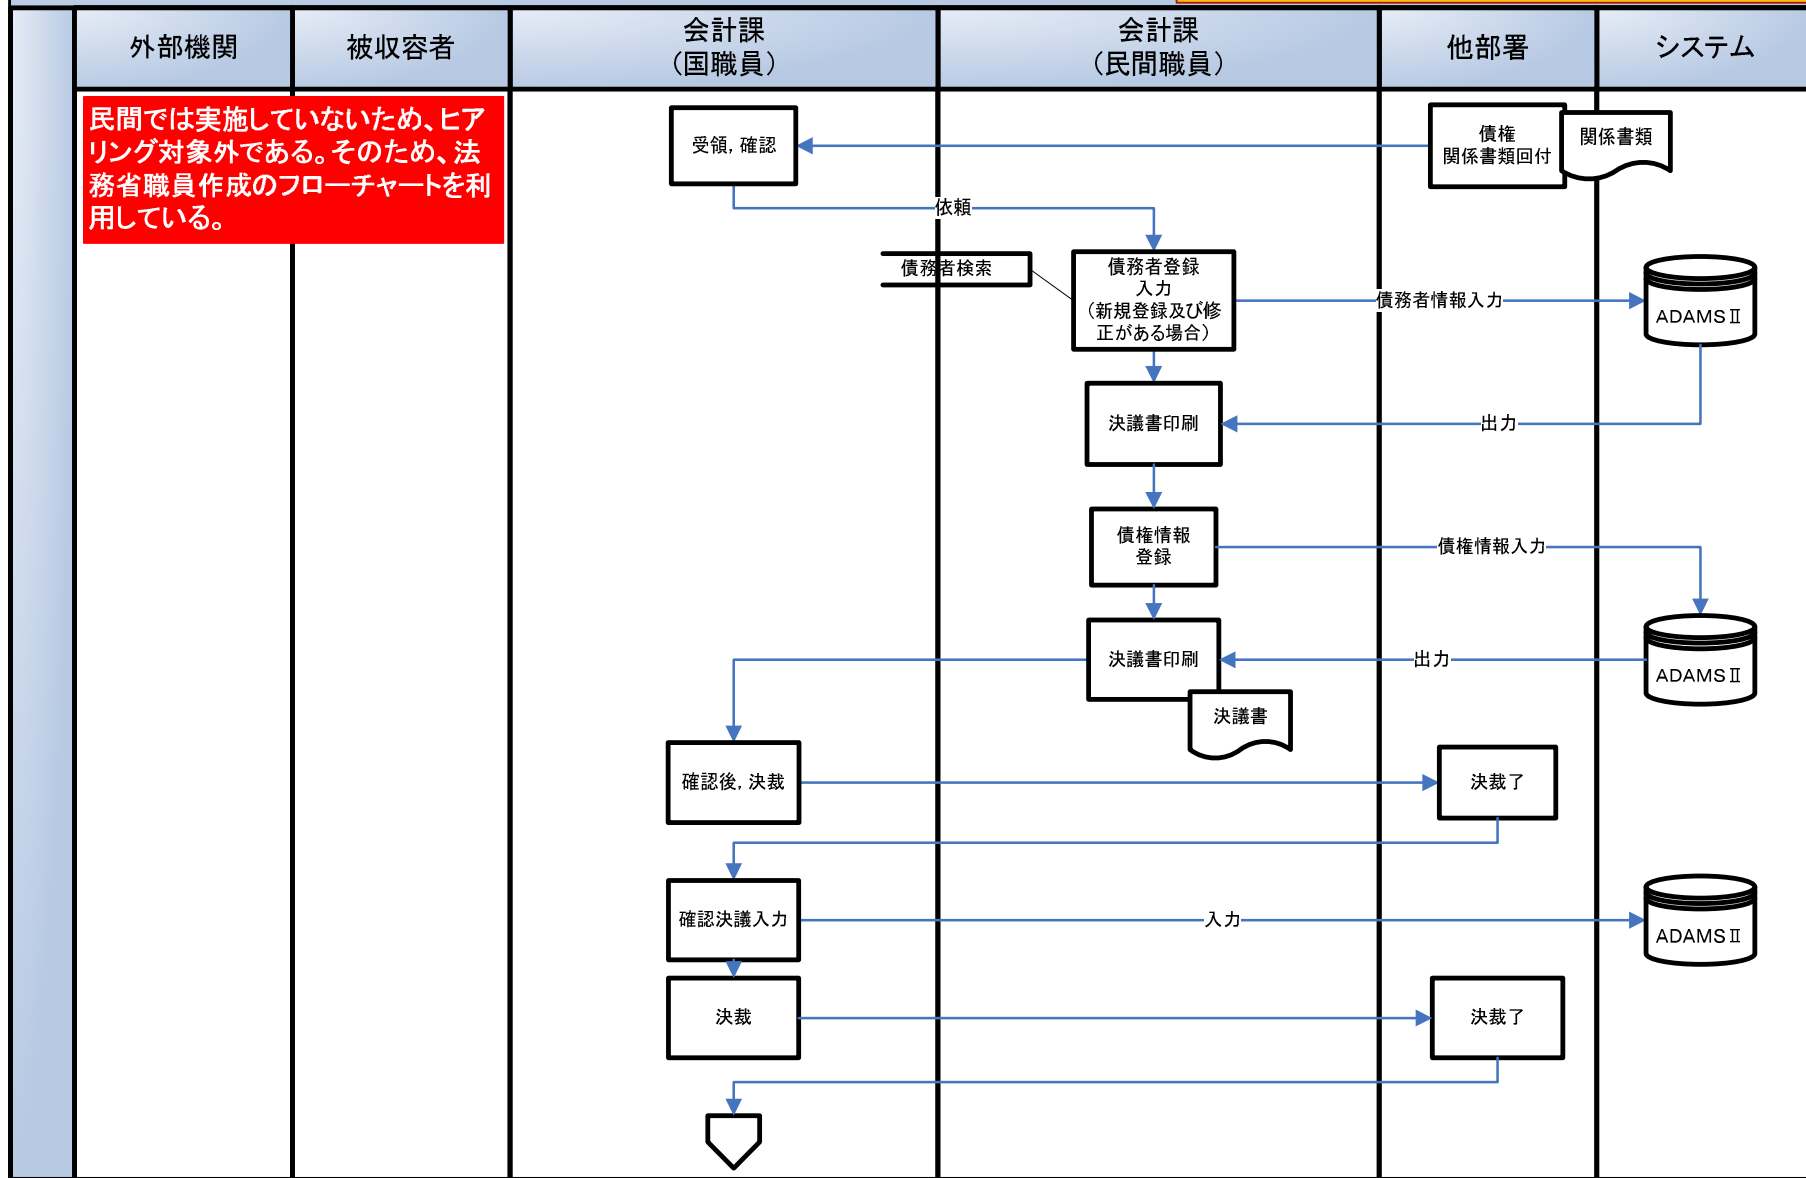 外部機関
被収容者
会計課
（国職員）
会計課
（民間職員）
他部署
システム
民間では実施していないため、ヒア
リング対象外である。そのため、法
務省職員作成のフローチャートを利
用している。
受領，確認
債権
関係書類回付
関係書類
依頼
債務者検索
債務者登録
入力
（新規登録及び修
正がある場合）
債務者情報入力
ADAMSⅡ
決議書印刷
出力
債権情報
登録
債権情報入力
決議書印刷
出力
ADAMSⅡ
決議書
確認後，決裁
決裁了
確認決議入力
入力
ADAMSⅡ
決裁
決裁了